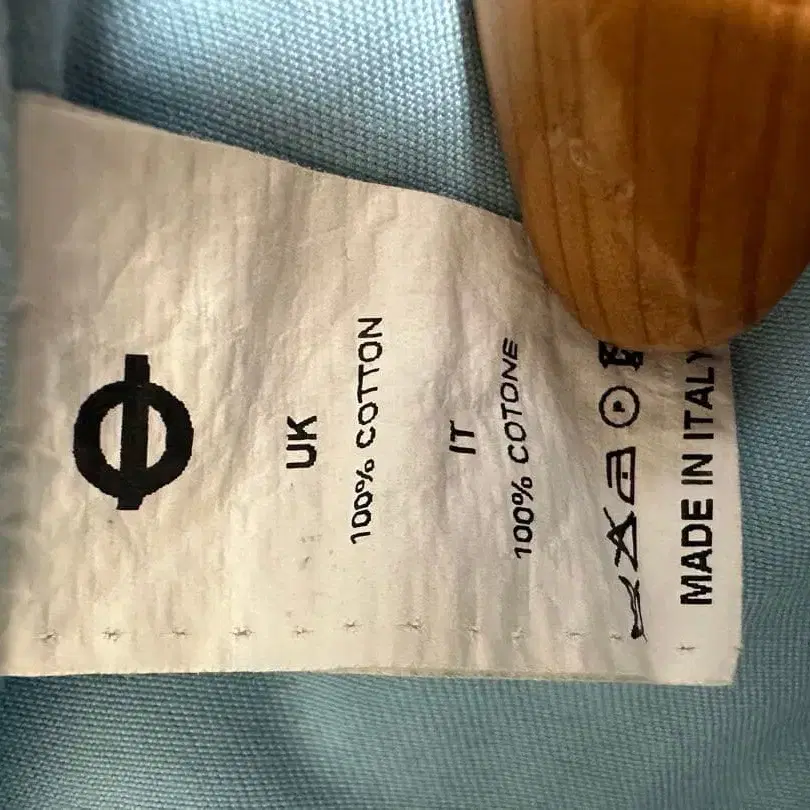 UK
100% COTTON
IT
100% COTONE
MADE IN ITALY